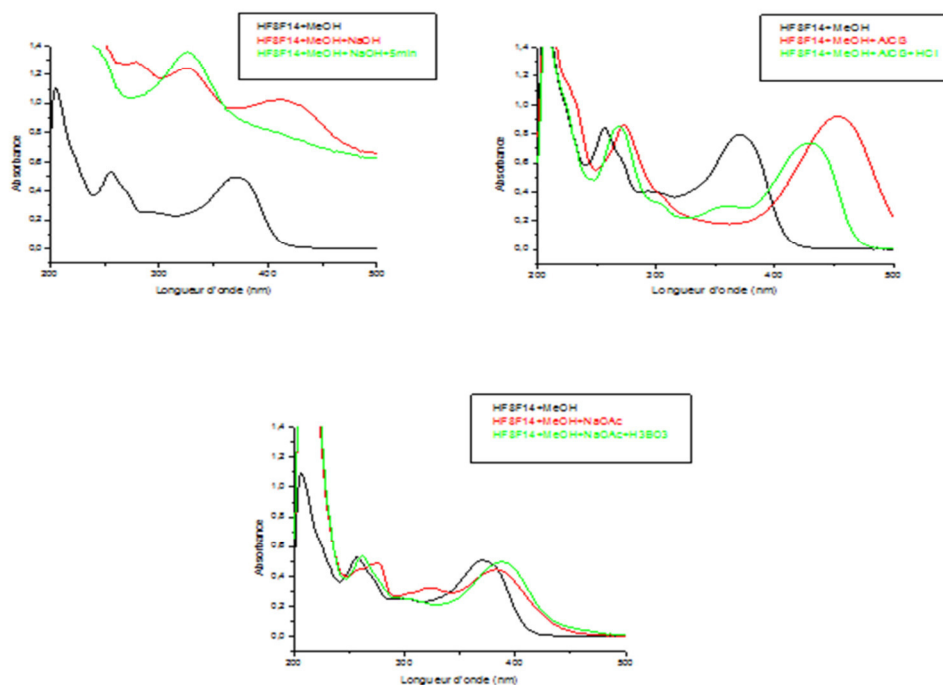 HF8F14+MeOH
HF8F14+MeOH+NaOH
HF8F14+MeOH+NaOH+5min
1,4
1,2
1,0
0,8
0,6
0,4
0,2
0,0
Absorbance
200
300
400
500
Longueur d'onde (nm)
HF8F14+MeOH
HF8F14+MeOH+AlCl3
HF8F14+MeOH+AlCl3+HCl
1,4
1,2
1,0
0,8
0,6
0,4
0,2
0,0
Absorbance
200
300
400
500
Longueur d'onde (nm)
HF8F14+MeOH
HF8F14+MeOH+NaOAc
HF8F14+MeOH+NaOAc+H3BO3
1,4
1,2
1,0
0,8
0,6
0,4
0,2
0,0
Absorbance
200
300
400
500
Longueur d'onde (nm)